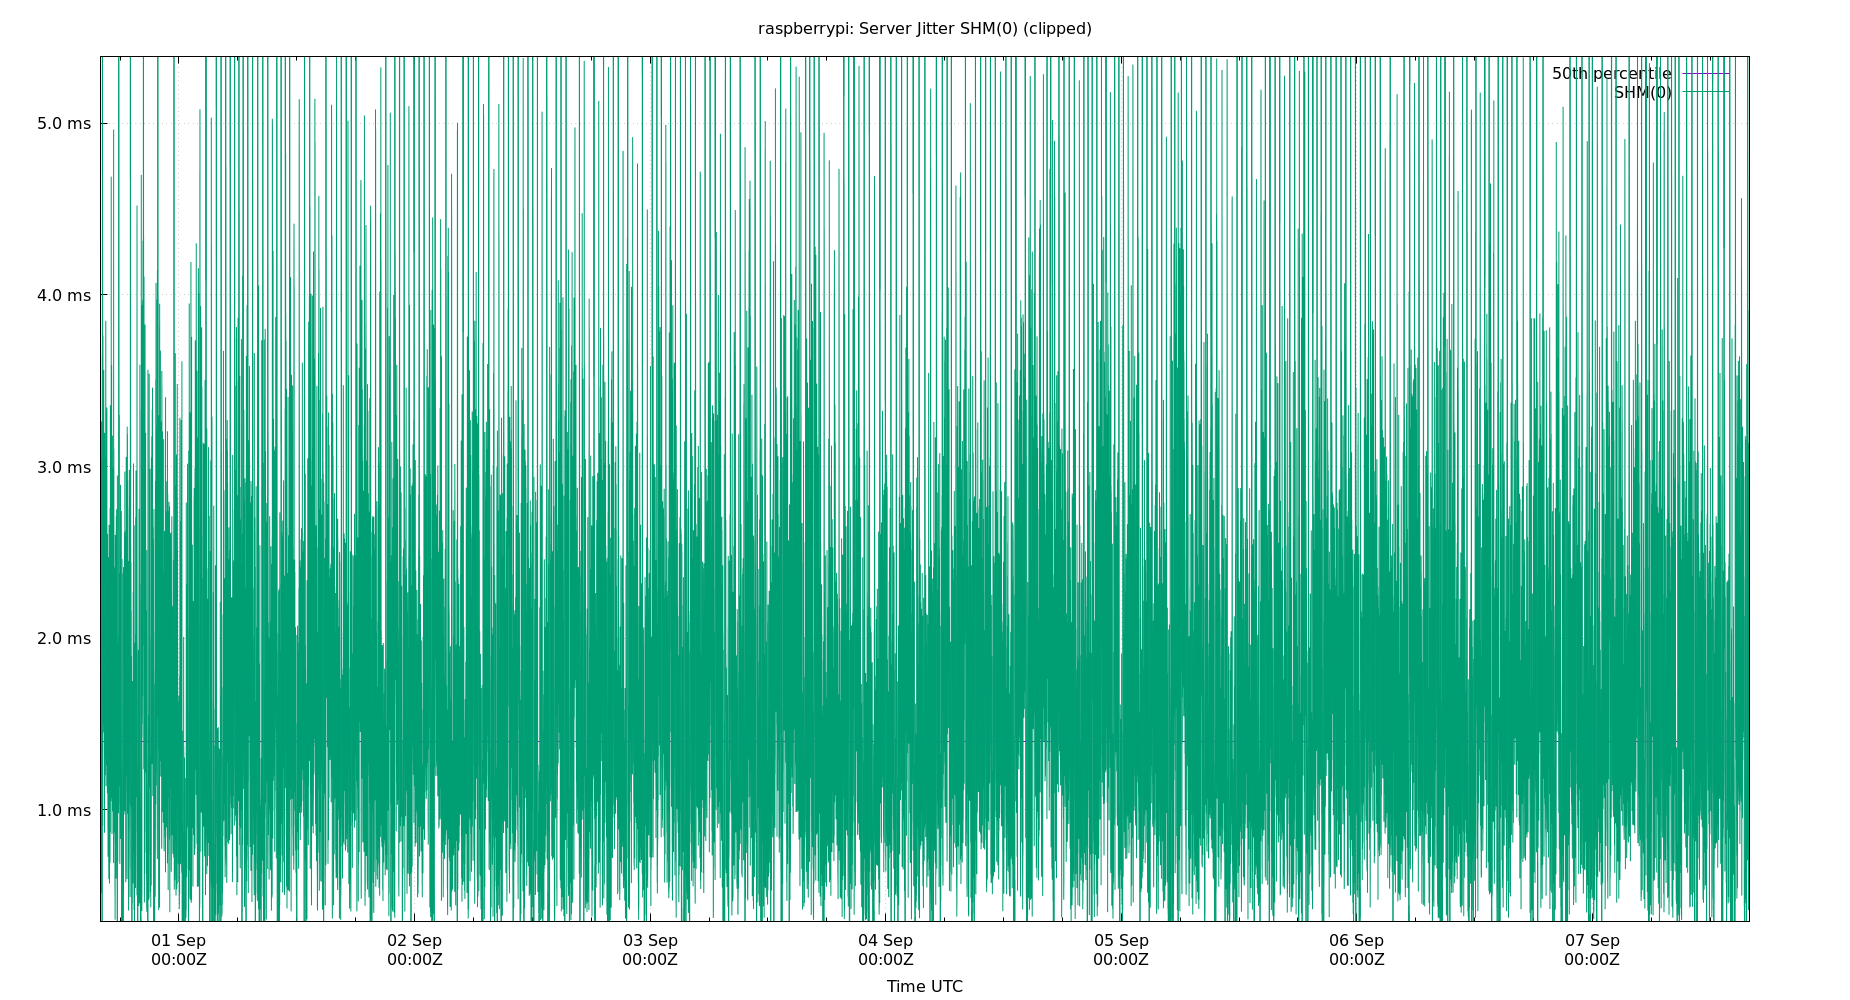 raspberrypi: Server Jitter SHM(0) (clipped)
50th percentile
SHM(0)
5.0 ms
4.0 ms
3.0 ms
2.0 ms
1.0 ms
01 Sep 02 Sep 03 Sep 04 Sep 05 Sep 06 Sep 07 Sep
00:00Z 00:00Z 00:00Z 00:00Z 00:00Z 00:00Z 00:00Z
Time UTC